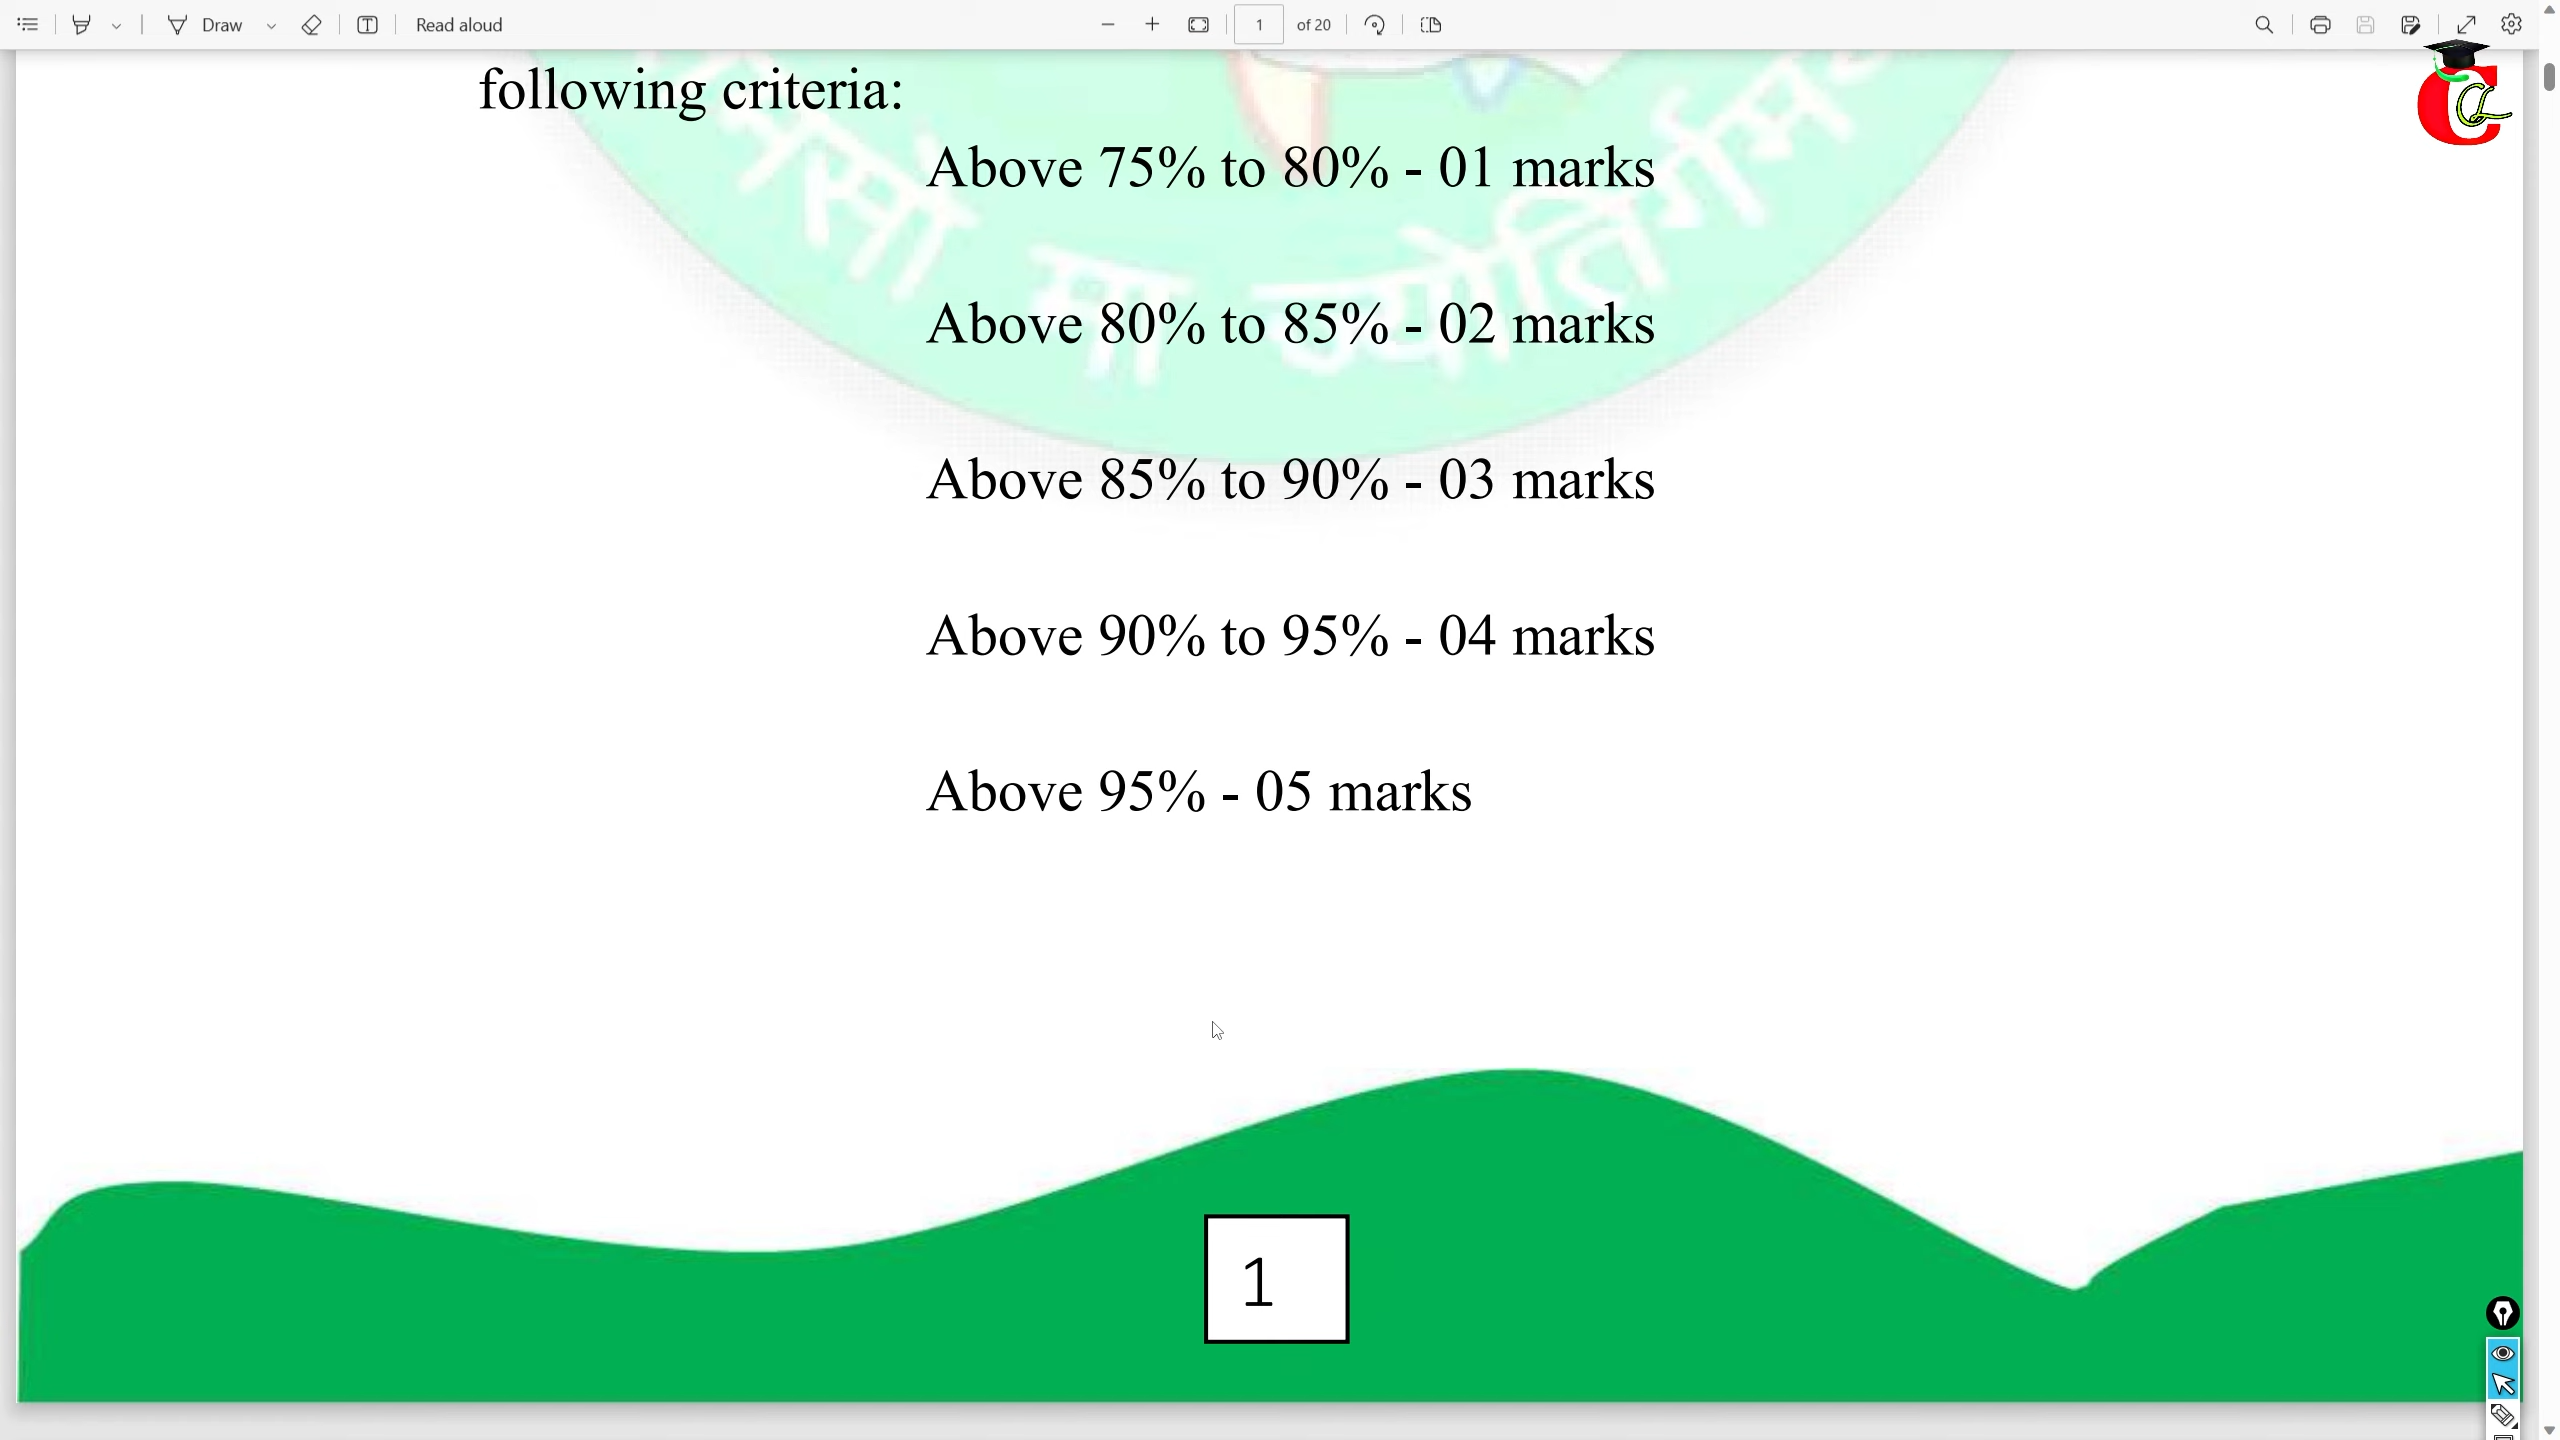 Draw
Read aloud
1
of 20
following criteria:
Above 75% to 80% - 01 marks
Above 80% to 85% - 02 marks
Above 85% to 90% - 03 marks
Above 90% to 95% - 04 marks
Above 95% - 05 marks
मा ज्योतिर्गम
1